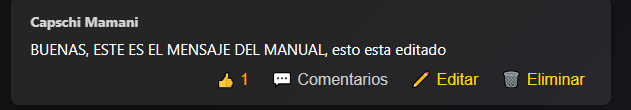 Capschi Mamani
BUENAS, ESTE ES EL MENSAJE DEL MANUAL, esto esta editado
1 Comentarios Editar Eliminar